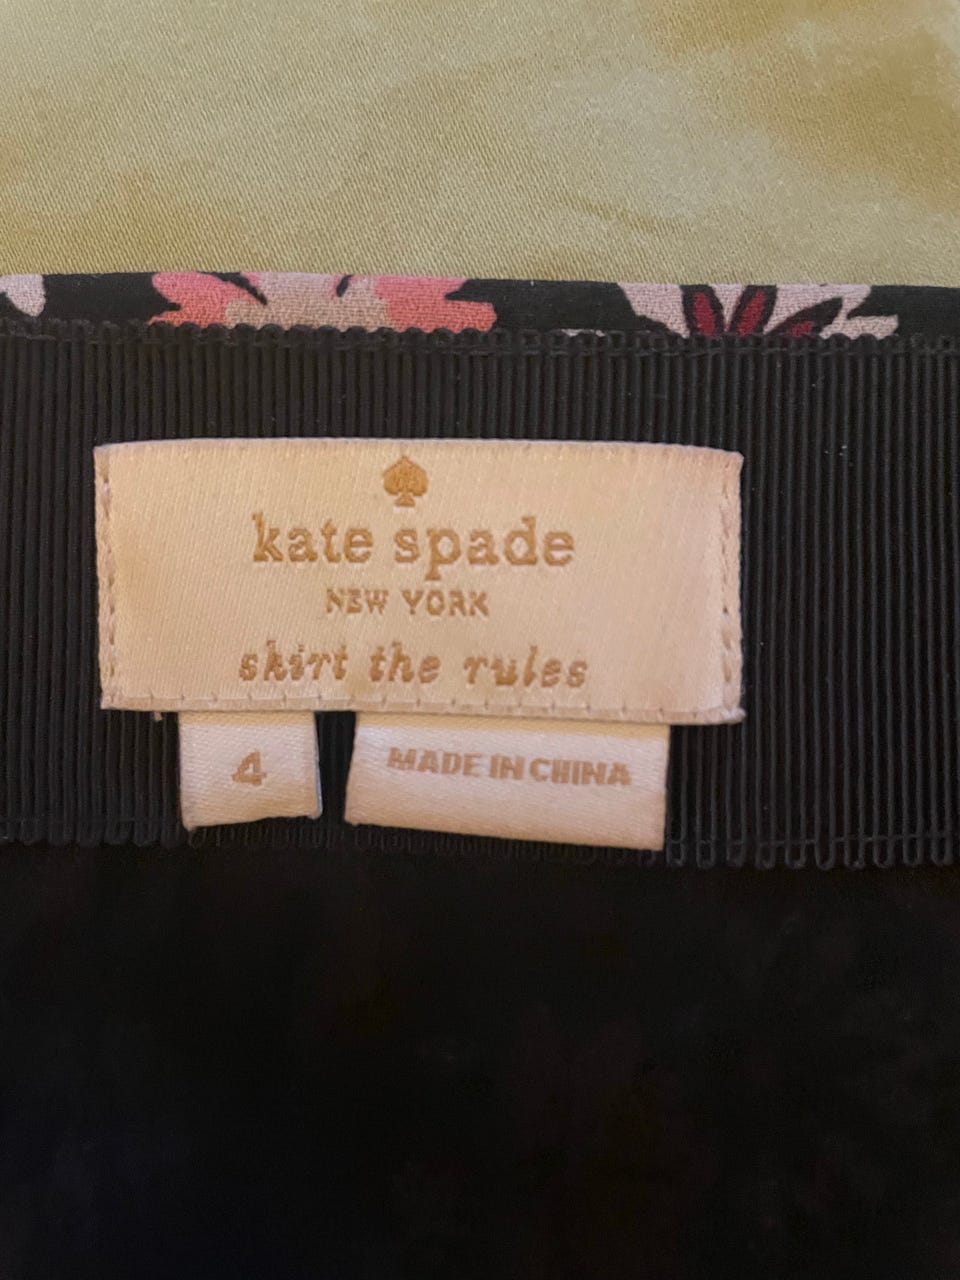 kate spade
NEW YORK
skirt the rules
4
MADE IN CHINA